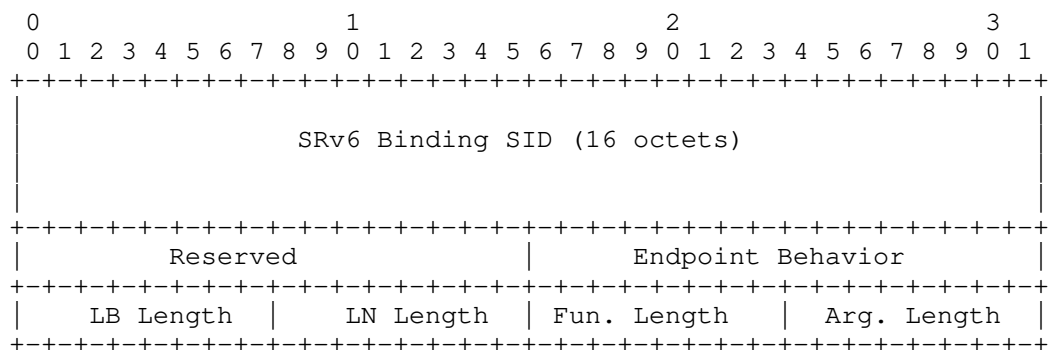 0                   1                   2                   3
 0 1 2 3 4 5 6 7 8 9 0 1 2 3 4 5 6 7 8 9 0 1 2 3 4 5 6 7 8 9 0 1
+-+-+-+-+-+-+-+-+-+-+-+-+-+-+-+-+-+-+-+-+-+-+-+-+-+-+-+-+-+-+-+-+
|                                                               |
|                 SRv6 Binding SID (16 octets)                  |
|                                                               |
|                                                               |
+-+-+-+-+-+-+-+-+-+-+-+-+-+-+-+-+-+-+-+-+-+-+-+-+-+-+-+-+-+-+-+-+
|         Reserved              |      Endpoint Behavior        |
+-+-+-+-+-+-+-+-+-+-+-+-+-+-+-+-+-+-+-+-+-+-+-+-+-+-+-+-+-+-+-+-+
|    LB Length  |    LN Length  | Fun. Length   |  Arg. Length  |
+-+-+-+-+-+-+-+-+-+-+-+-+-+-+-+-+-+-+-+-+-+-+-+-+-+-+-+-+-+-+-+-+